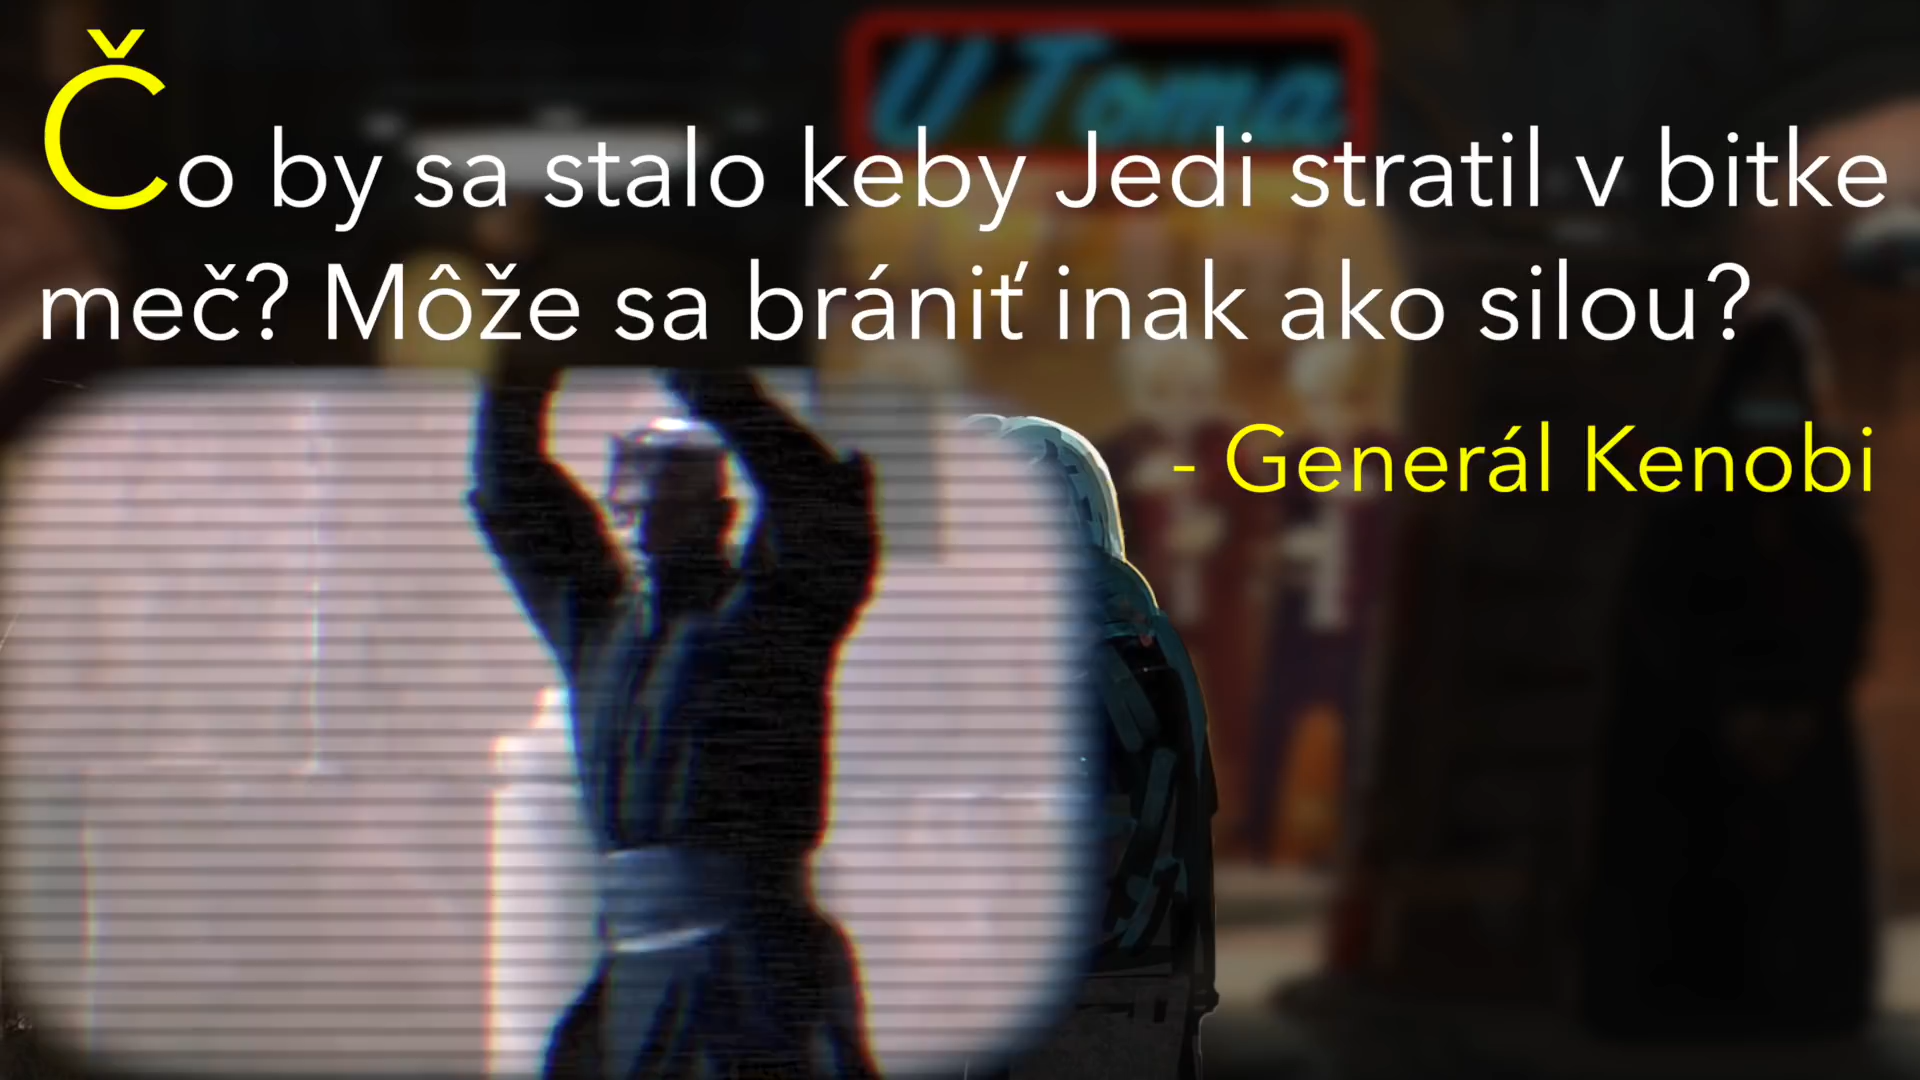 U Toma
Čo by sa stalo keby Jedi stratil v bitke
meč? Môže sa brániť inak ako silou?
- Generál Kenobi